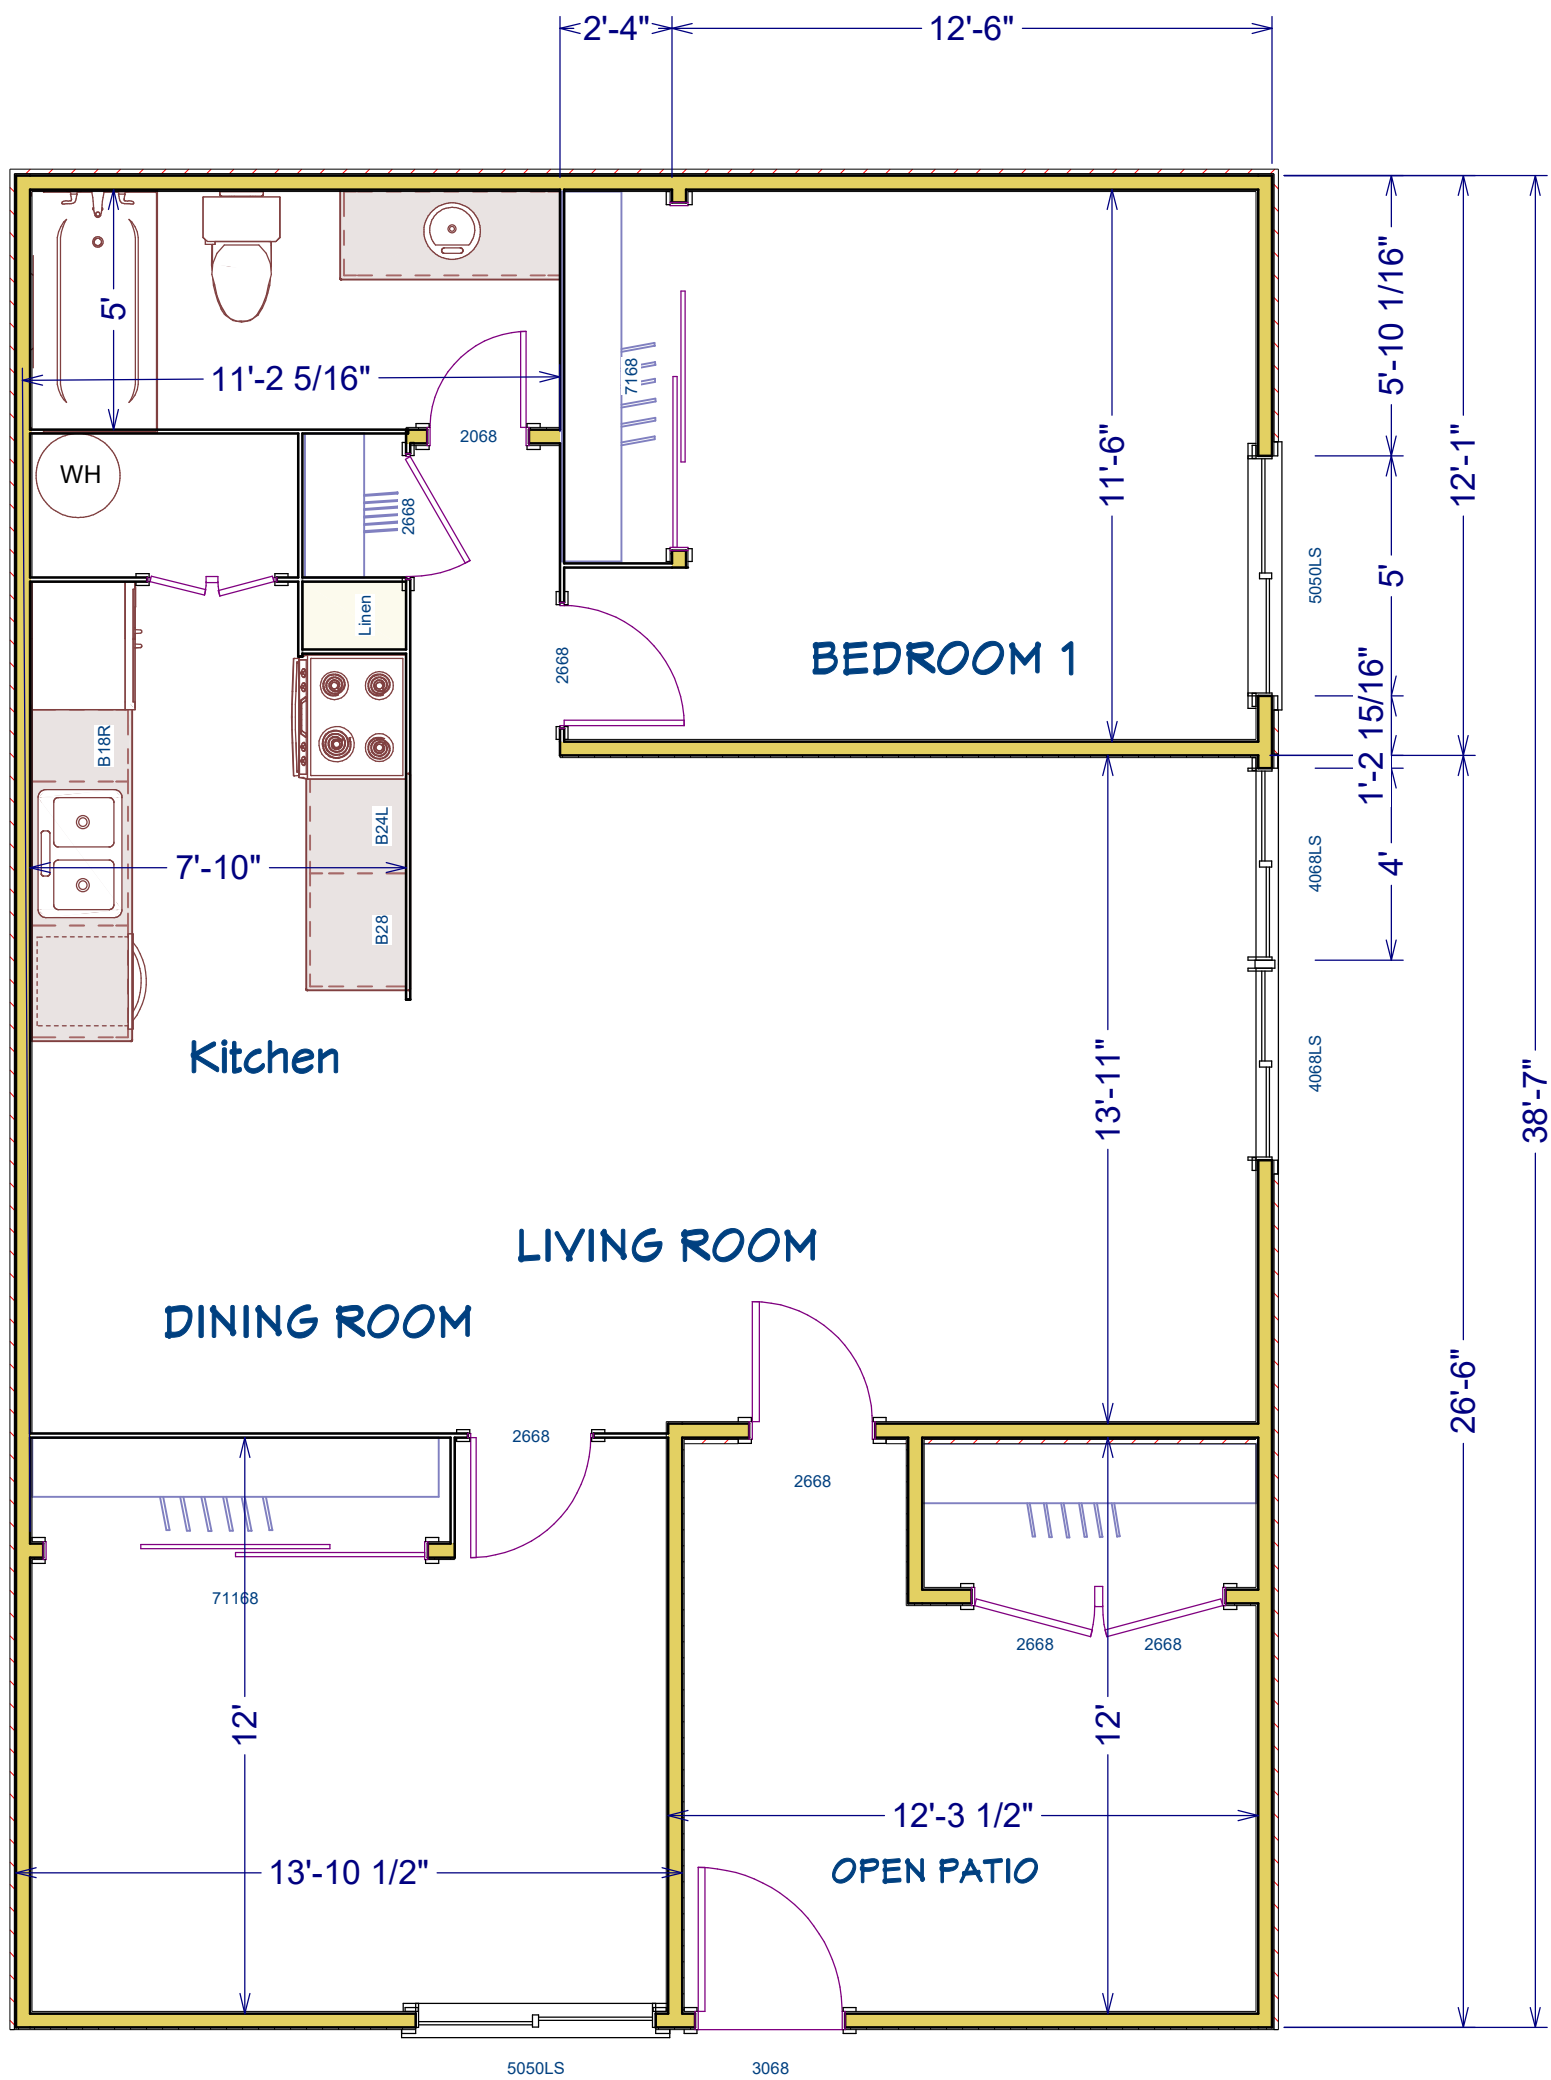 2'-4"
12'-6"
5'
11'-2 5/16"
2068
7168
11'-6"
5'-10 1/16"
12'-1"
WH
2668
Linen
2668
BEDROOM 1
5050LS
5'
1'-2 15/16"
B18R
B24L
7'-10"
B28
4068LS
4'
Kitchen
13'-11"
4068LS
38'-7"
LIVING ROOM
DINING ROOM
26'-6"
2668
2668
71168
2668
2668
12'
12'
12'-3 1/2"
13'-10 1/2"
OPEN PATIO
5050LS
3068